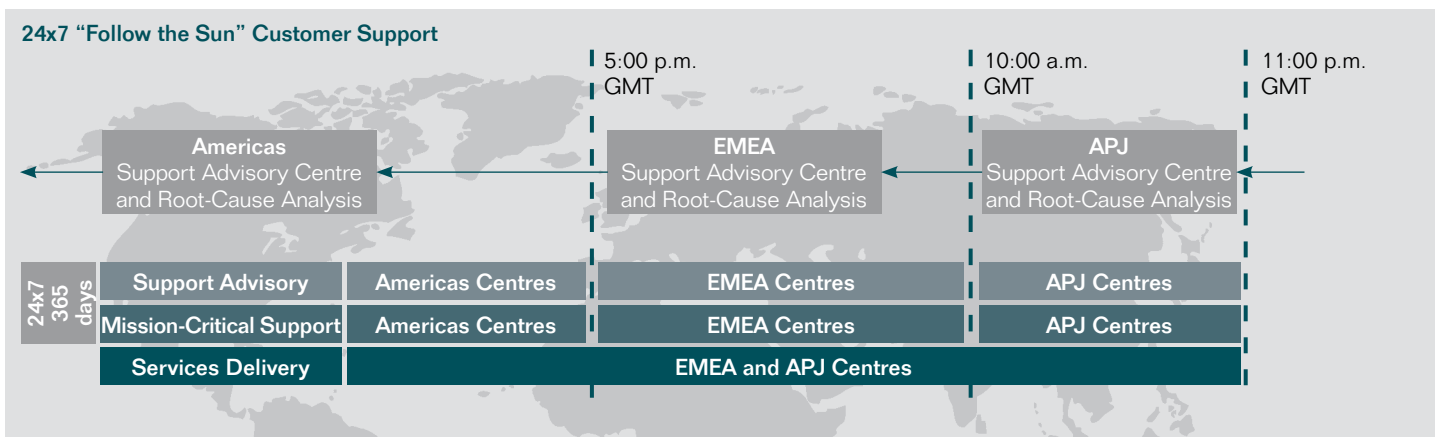 24x7 “Follow the Sun” Customer Support
5:00 p.m.
GMT
10:00 a.m.
GMT
11:00 p.m.
GMT
Americas
Support Advisory Centre
and Root-Cause Analysis
EMEA
Support Advisory Centre
and Root-Cause Analysis
APJ
Support Advisory Centre
and Root-Cause Analysis
24x7
365
days
Support Advisory
Americas Centres
EMEA Centres
APJ Centres
Mission-Critical Support
Americas Centres
EMEA Centres
APJ Centres
Services Delivery
EMEA and APJ Centres